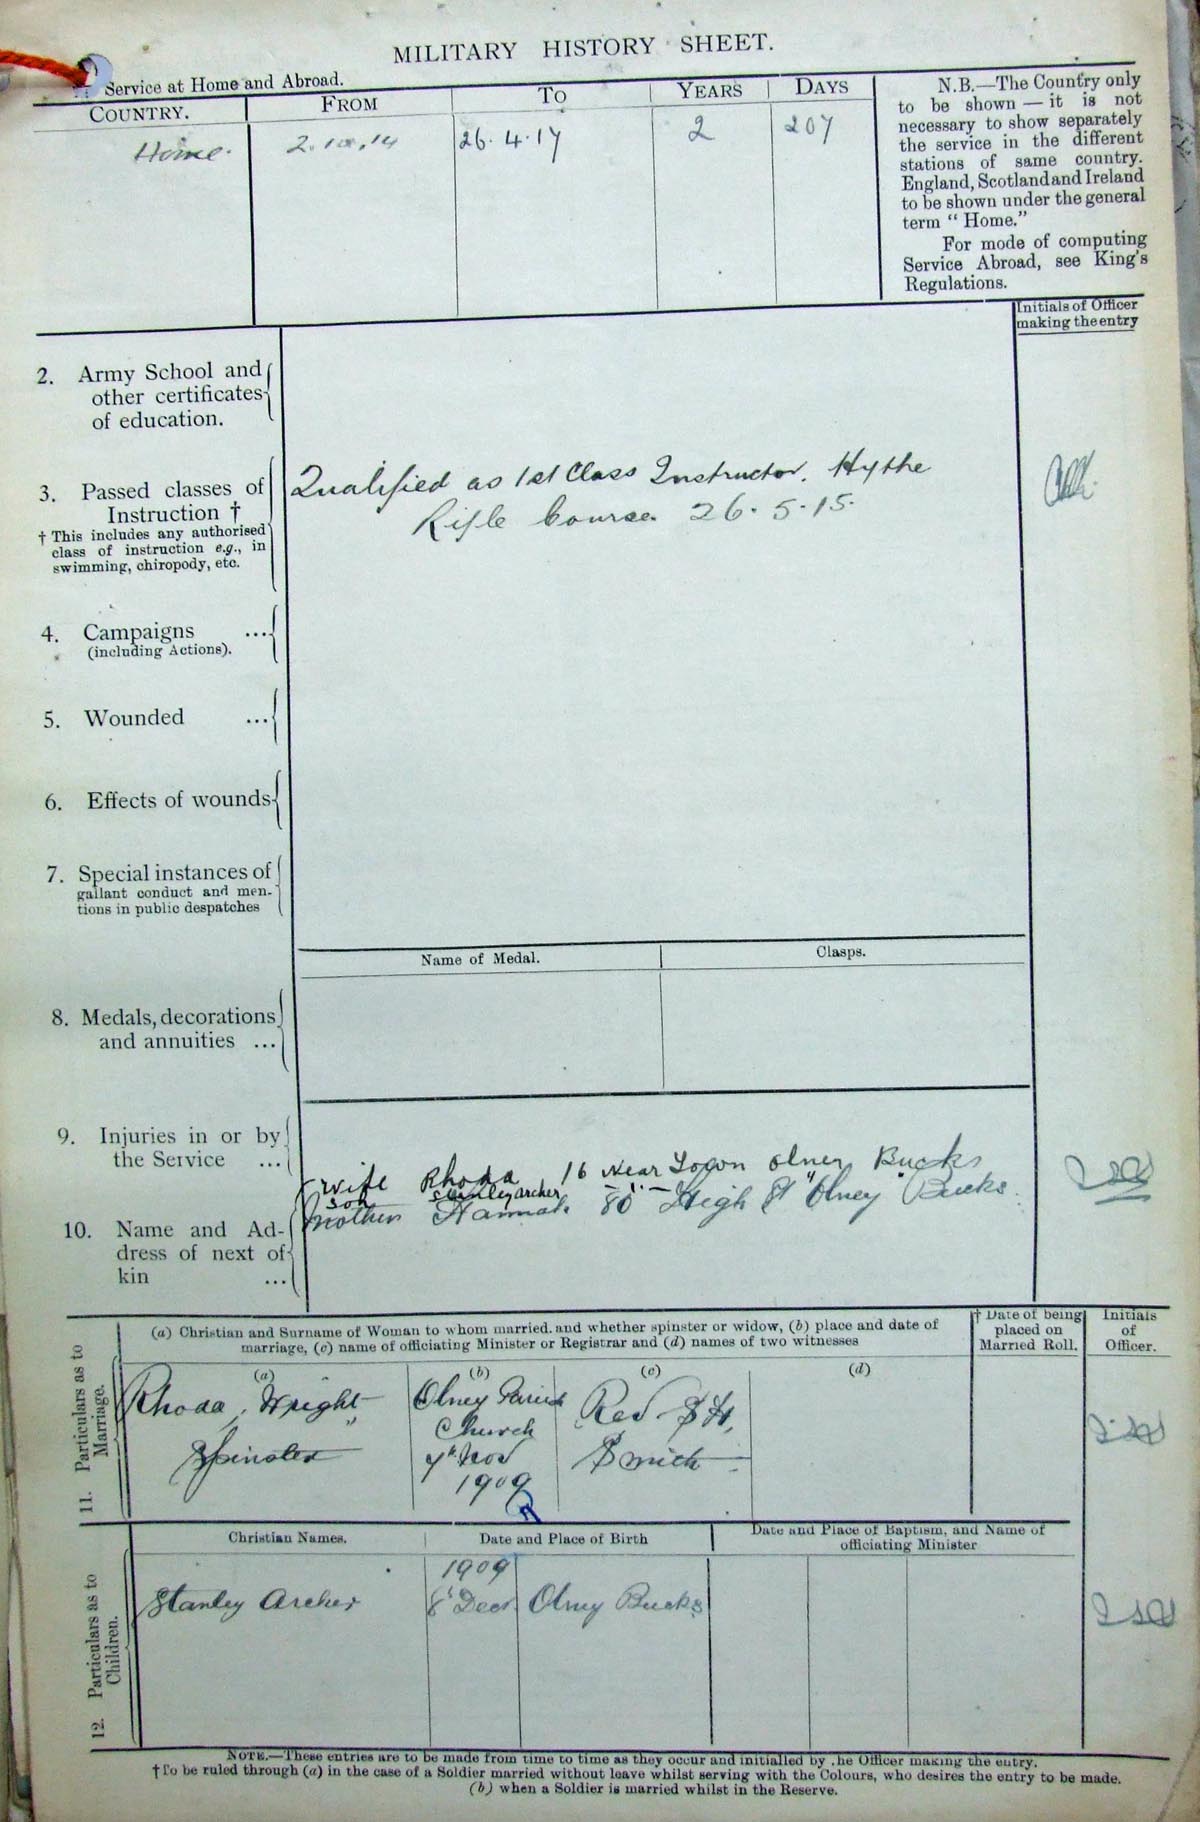 MILITARY HISTORY SHEET.
Service at Home and Abroad.
COUNTRY. FROM TO YEARS DAYS
Home. 2.10.14 26.4.17 2 207
N.B.—The Country only
to be shown — it is not
necessary to show separately
the service in the different
stations of same country.
England, Scotland and Ireland
to be shown under the general
term "Home."
For mode of computing
Service Abroad, see King's
Regulations.
Initials of Officer
making the entry
2. Army School and
other certificates
of education.
3. Passed classes of
Instruction †
† This includes any authorised
class of instruction e.g., in
swimming, chiropody, etc.
Qualified as 1st Class Instructor. Hythe
Rifle Course. 26.5.15.
4. Campaigns ...
(including Actions).
5. Wounded ...
6. Effects of wounds
7. Special instances of
gallant conduct and men-
tions in public despatches
Name of Medal. Clasps.
8. Medals, decorations
and annuities ...
9. Injuries in or by
the Service ...
10. Name and Ad-
dress of next of
kin ...
Wife Rhoda 16 Near Olney Bucks
Son Stanley archer
Mother Hannah 80 High St "Olney" Bucks
11. Particulars as to
Marriage.
(a) Christian and Surname of Woman to whom married, and whether spinster or widow, (b) place and date of
marriage, (c) name of officiating Minister or Registrar and (d) names of two witnesses
† Date of being
placed on
Married Roll.
Initials
of
Officer.
(a) (b) (c) (d)
Rhoda, Wright
Spinster
Olney Parish
Church
7th Nov
1909
Rev S H,
Smith
12. Particulars as to
Children.
Christian Names. Date and Place of Birth Date and Place of Baptism, and Name of
officiating Minister
1909
Stanley Archer 8th Decr Olney Bucks
NOTE.—These entries are to be made from time to time as they occur and initialled by the Officer making the entry.
†To be ruled through (a) in the case of a Soldier married without leave whilst serving with the Colours, who desires the entry to be made.
(b) when a Soldier is married whilst in the Reserve.